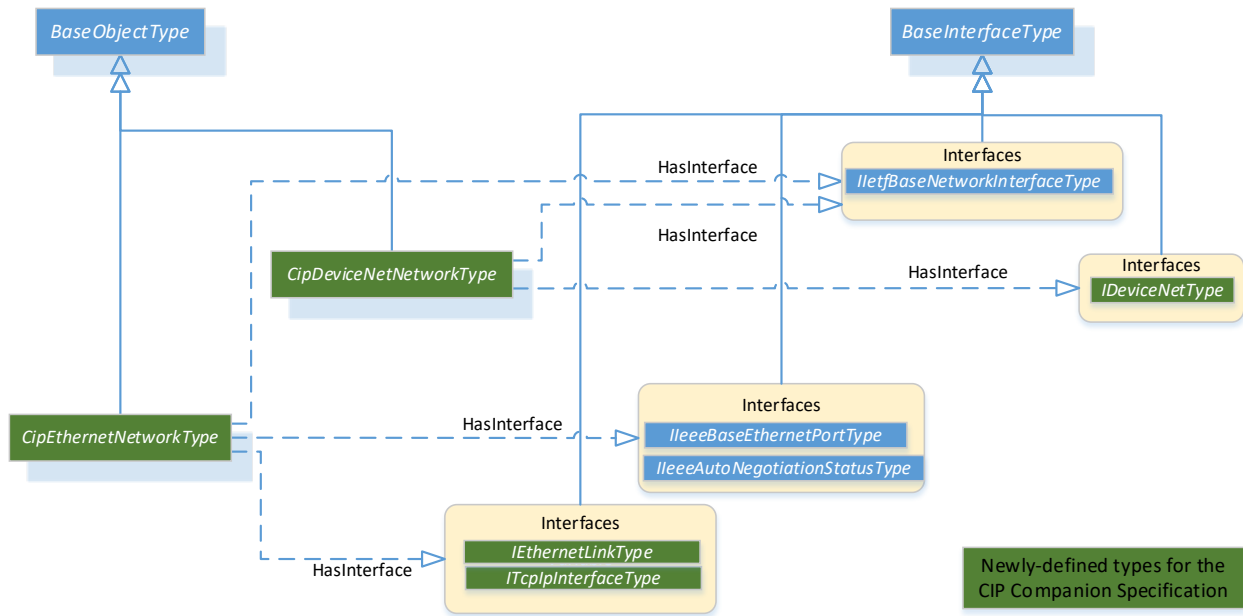 BaseObjectType
BaseInterfaceType
Interfaces
IIetfBaseNetworkInterfaceType
HasInterface
HasInterface
CipDeviceNetNetworkType
HasInterface
Interfaces
IDeviceNetType
CipEthernetNetworkType
HasInterface
Interfaces
IIeeeBaseEthernetPortType
IIeeeAutoNegotiationStatusType
HasInterface
Interfaces
IEthernetLinkType
ITcpIpInterfaceType
Newly-defined types for the
CIP Companion Specification